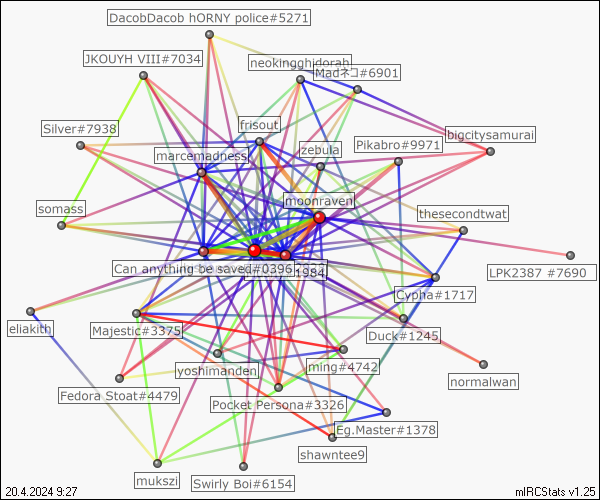 DacobDacob hORNY police#5271
JKOUYH VIII#7034
neokingghidorah
Madネコ#6901
Silver#7938
frisout
bigcitysamurai
marcemadness
zebula
Pikabro#9971
moonraven
somass
thesecondtwat
Can anything be saved#0396
1984
LPK2387 #7690
Cypha#1717
eliakith
Majestic#3375
Duck#1245
yoshimanden
ming#4742
normalwan
Fedora Stoat#4479
Pocket Persona#3326
Eg.Master#1378
shawntee9
mukszi
Swirly Boi#6154
20.4.2024 9:27
mIRCStats v1.25